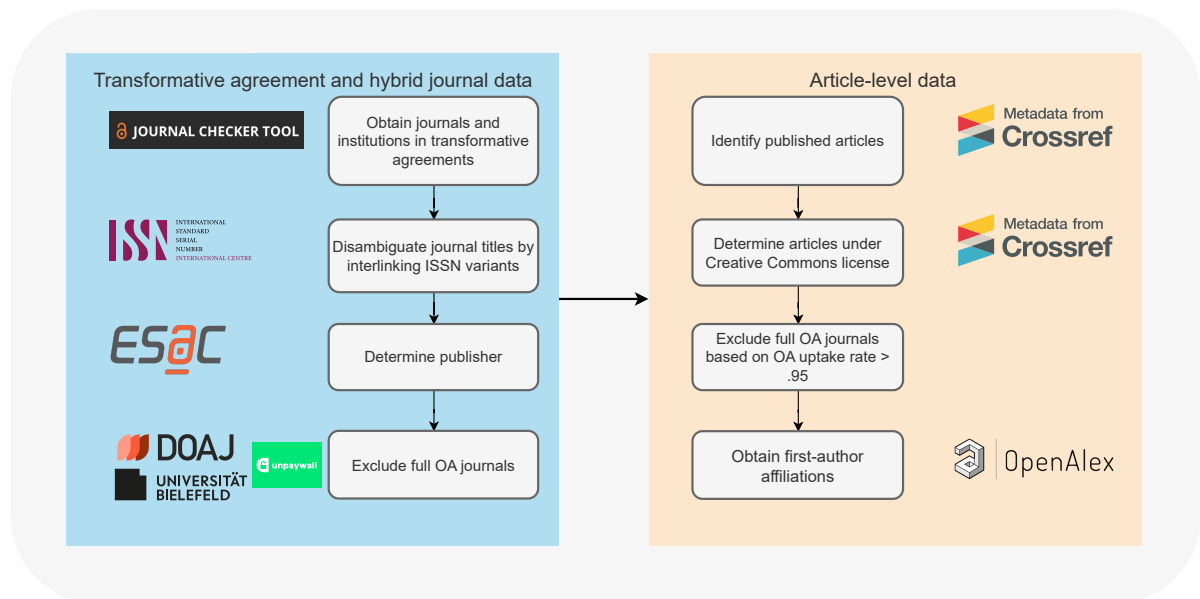 Transformative agreement and hybrid journal data
JOURNAL CHECKER TOOL
Obtain journals and
institutions in transformative
agreements
ISSN
INTERNATIONAL
STANDARD
SERIAL
NUMBER
INTERNATIONAL CENTRE
Disambiguate journal titles by
interlinking ISSN variants
ESAC
Determine publisher
DOAJ
UNIVERSITÄT
BIELEFELD
unpaywall
Exclude full OA journals
Article-level data
Identify published articles
Metadata from
Crossref
Determine articles under
Creative Commons license
Metadata from
Crossref
Exclude full OA journals
based on OA uptake rate >
.95
Obtain first-author
affiliations
OpenAlex